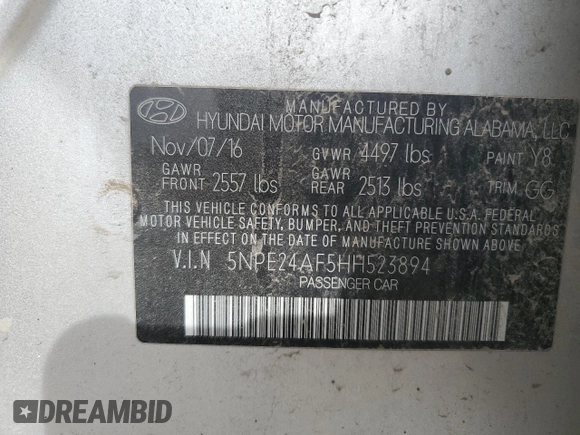 MANUFACTURED BY
HYUNDAI MOTOR MANUFACTURING ALABAMA, LLC
Nov/07/16 GVWR 4497 lbs PAINT Y8
GAWR FRONT 2557 lbs GAWR REAR 2513 lbs TRIM GG
THIS VEHICLE CONFORMS TO ALL APPLICABLE U.S.A. FEDERAL
MOTOR VEHICLE SAFETY, BUMPER, AND THEFT PREVENTION
STANDARDS IN EFFECT ON THE DATE OF MANUFACTURE SHOWN ABOVE.
V.I.N 5NPE24AF5HH523894
PASSENGER CAR
DREAMBID